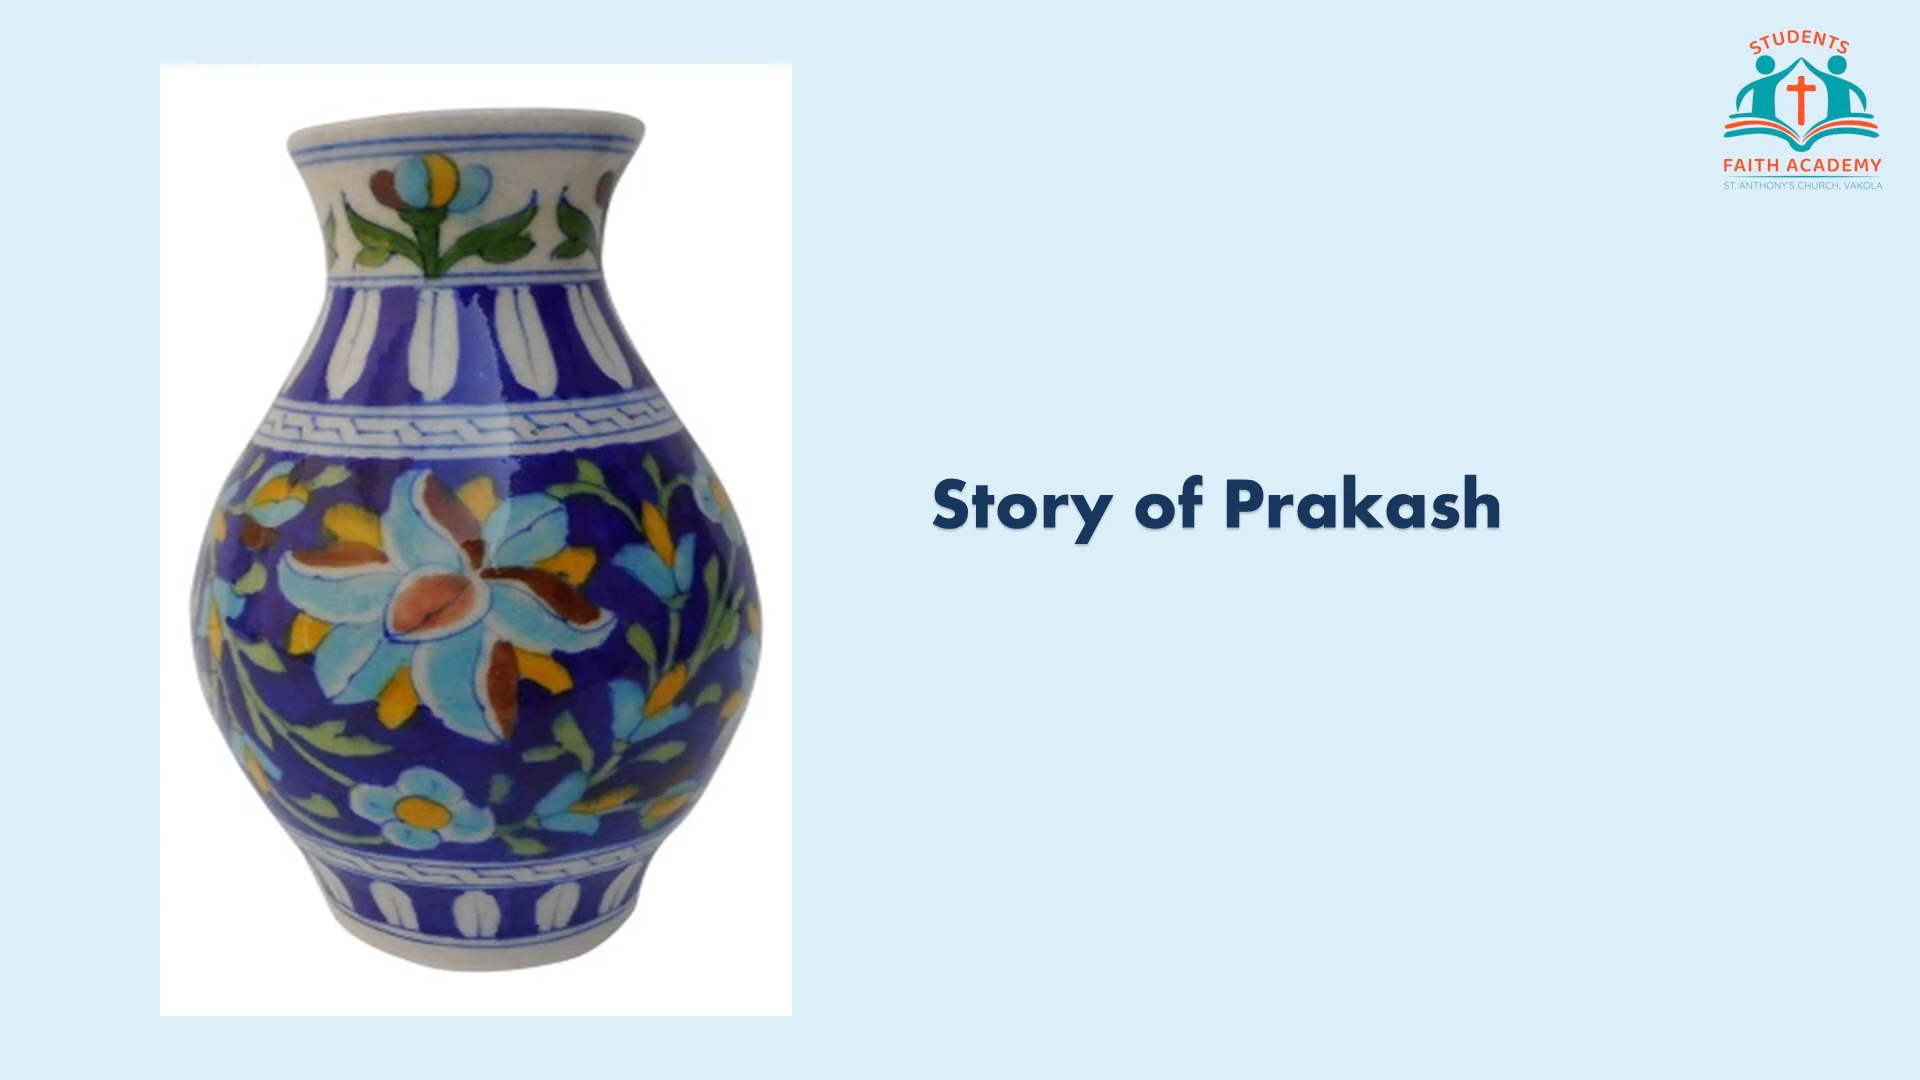 STUDENTS
FAITH ACADEMY
ST. ANTHONY'S CHURCH, VAKOLA
Story of Prakash